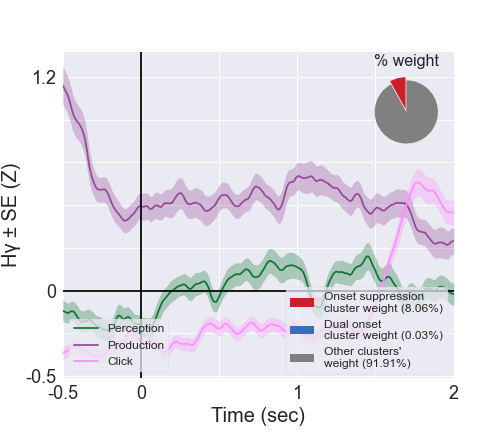 % weight
1.2
Hγ ± SE (Z)
0
-0.5
Perception
Production
Click
Onset suppression
cluster weight (8.06%)
Dual onset
cluster weight (0.03%)
Other clusters'
weight (91.91%)
-0.5 0 1 2
Time (sec)